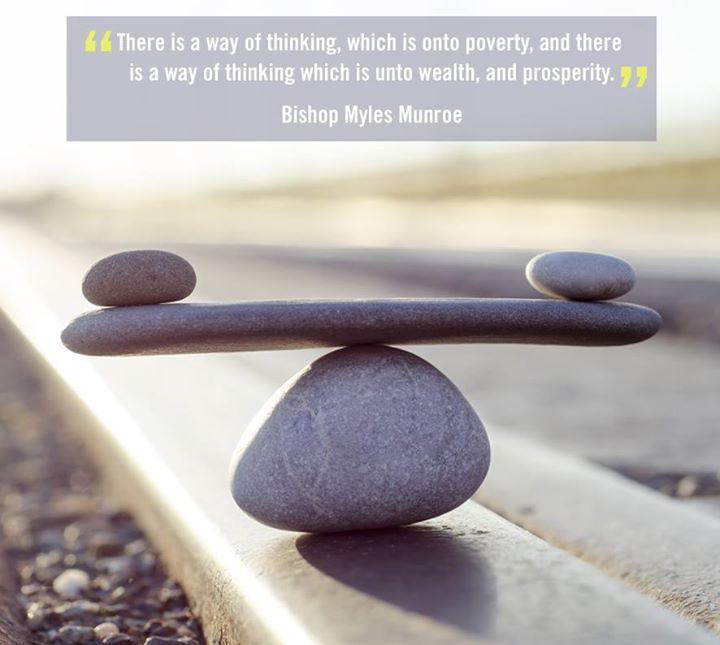 “There is a way of thinking, which is onto poverty, and there
is a way of thinking which is unto wealth, and prosperity.”
Bishop Myles Munroe